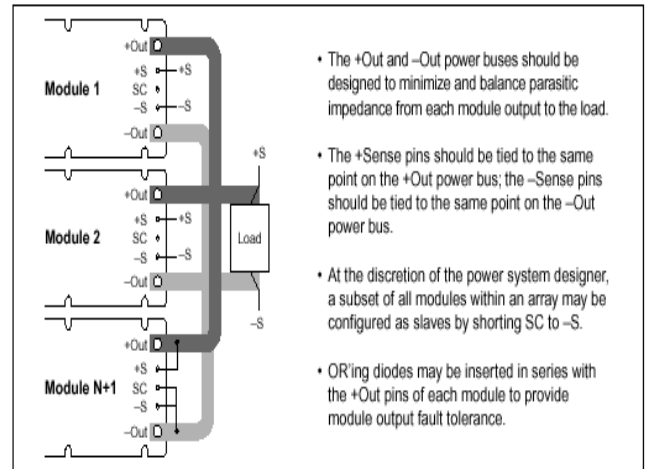 +Out
+S
+S
Module 1
SC
–S
–S
–Out
+S
+Out
+S
+S
Module 2
SC
Load
–S
–S
–Out
–S
+Out
+S
Module N+1
SC
–S
–Out
• The +Out and –Out power buses should be
designed to minimize and balance parasitic
impedance from each module output to the load.
• The +Sense pins should be tied to the same
point on the +Out power bus; the –Sense pins
should be tied to the same point on the –Out
power bus.
• At the discretion of the power system designer,
a subset of all modules within an array may be
configured as slaves by shorting SC to –S.
• OR'ing diodes may be inserted in series with
the +Out pins of each module to provide
module output fault tolerance.